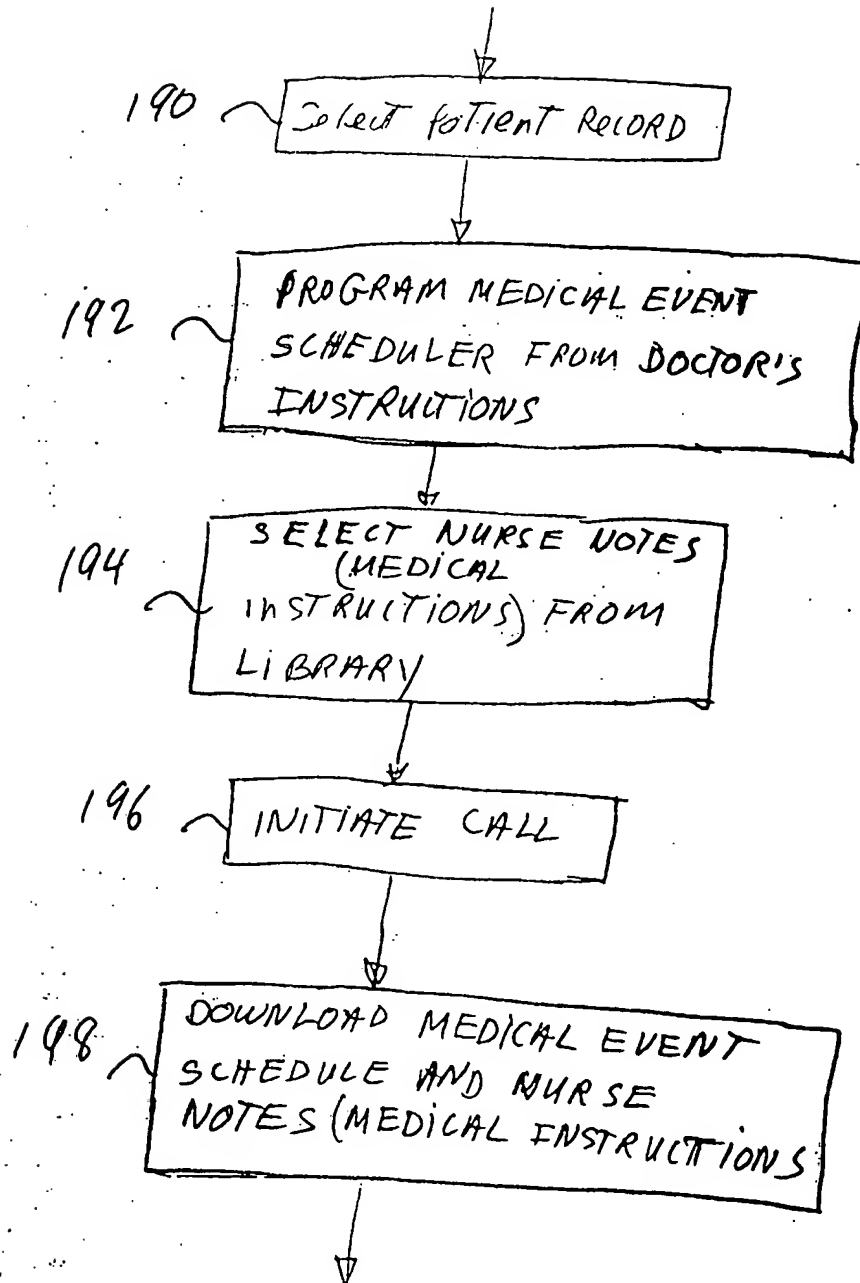 190
Select Patient RECORD
192
PROGRAM MEDICAL EVENT
SCHEDULER FROM DOCTOR'S
INSTRUCTIONS
194
SELECT NURSE NOTES
(MEDICAL
INSTRUCTIONS) FROM
LIBRARY
196
INITIATE CALL
198
DOWNLOAD MEDICAL EVENT
SCHEDULE AND NURSE
NOTES (MEDICAL INSTRUCTIONS